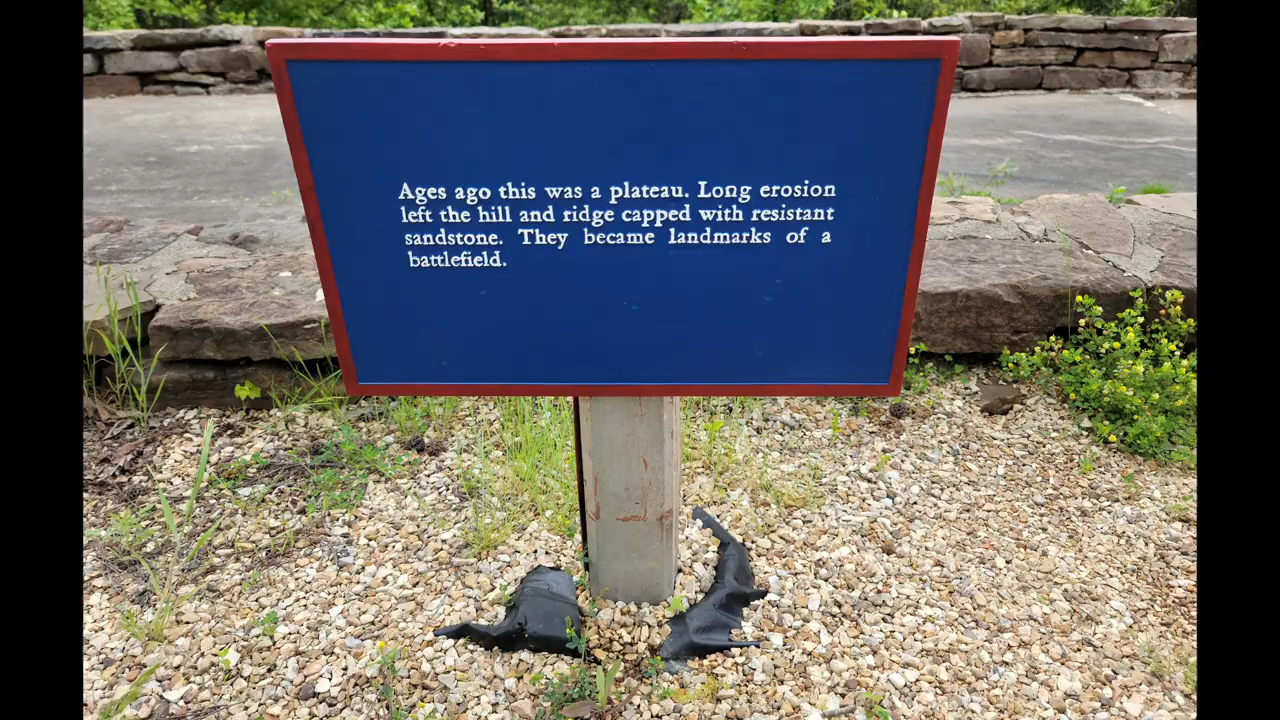 Ages ago this was a plateau. Long erosion
left the hill and ridge capped with resistant
sandstone. They became landmarks of a
battlefield.